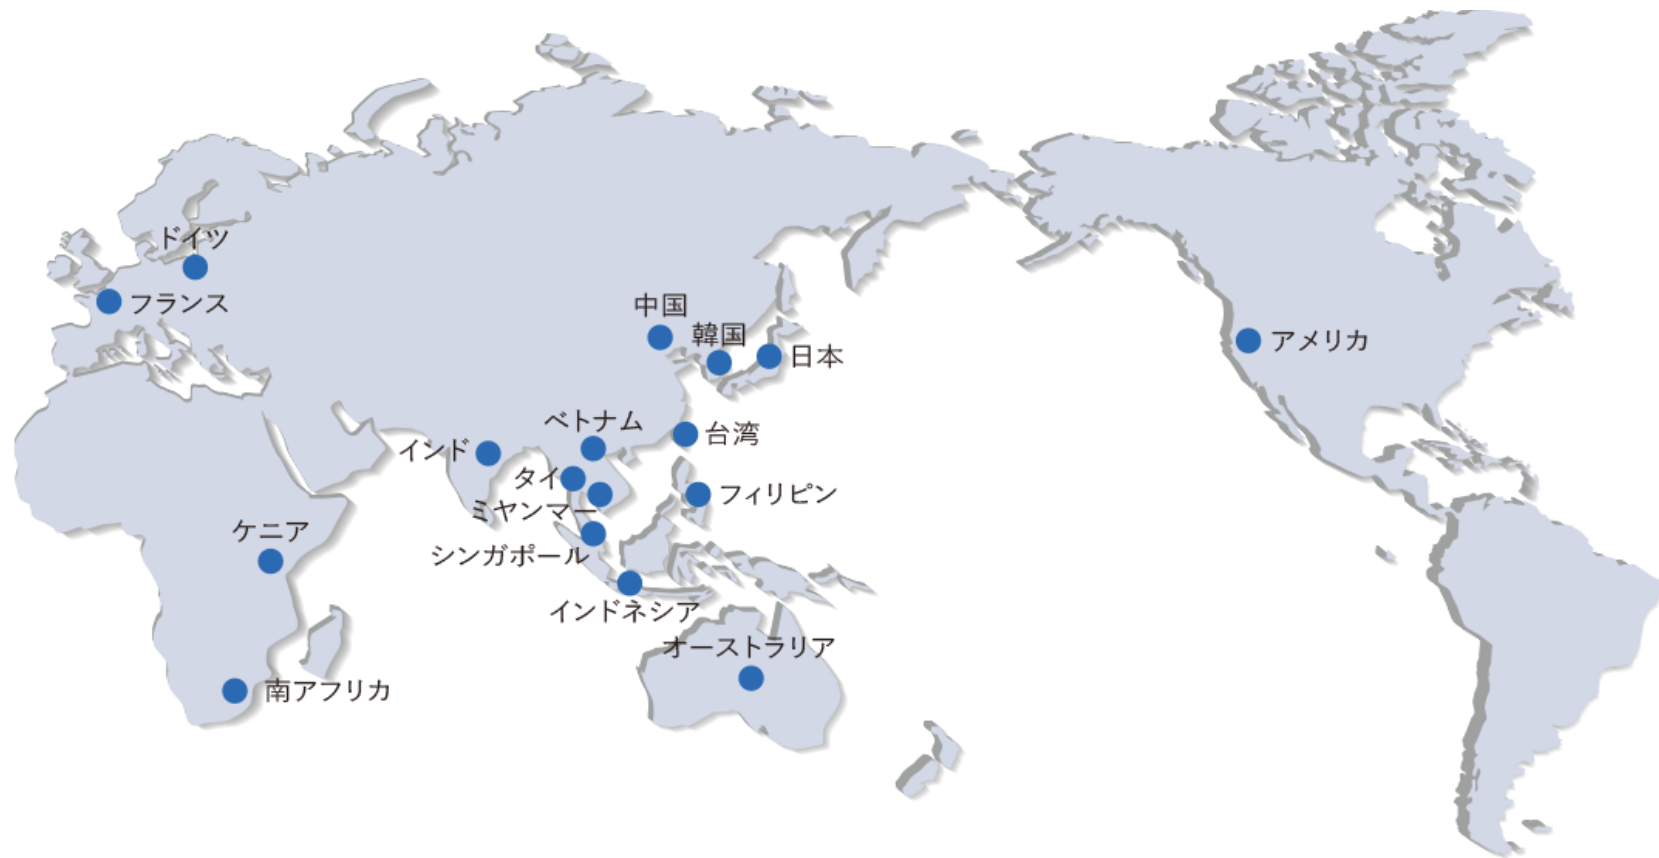 ドイツ
フランス
中国
韓国
日本
アメリカ
ベトナム
台湾
インド
タイ
フィリピン
ミヤンマー
ケニア
シンガポール
インドネシア
オーストラリア
南アフリカ